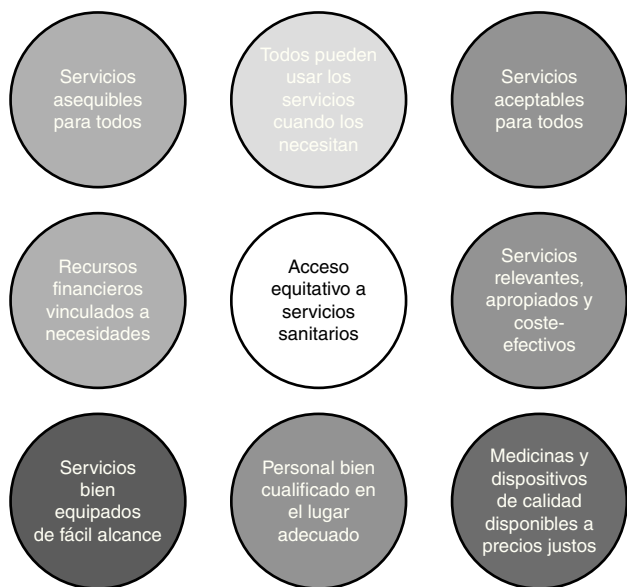 Servicios
asequibles
para todos
Todos pueden
usar los
servicios
cuando los
necesitan
Servicios
aceptables
para todos
Recursos
financieros
vinculados a
necesidades
Acceso
equitativo a
servicios
sanitarios
Servicios
relevantes,
apropiados y
coste-
efectivos
Servicios
bien
equipados
de fácil alcance
Personal bien
cualificado en
el lugar
adecuado
Medicinas y
dispositivos
de calidad
disponibles a
precios justos